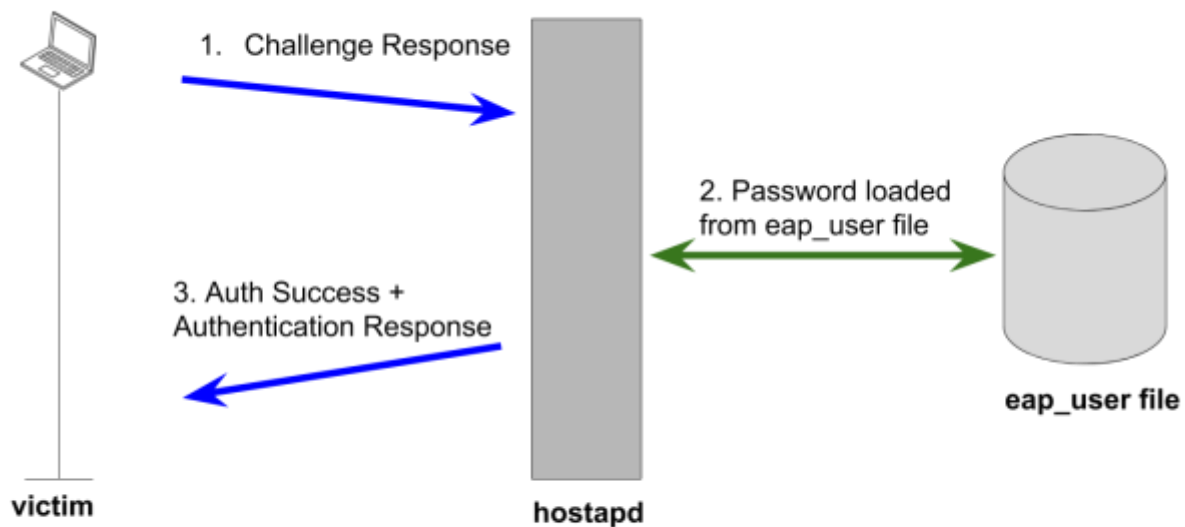 1. Challenge Response
2. Password loaded
from eap_user file
3. Auth Success +
Authentication Response
eap_user file
victim
hostapd